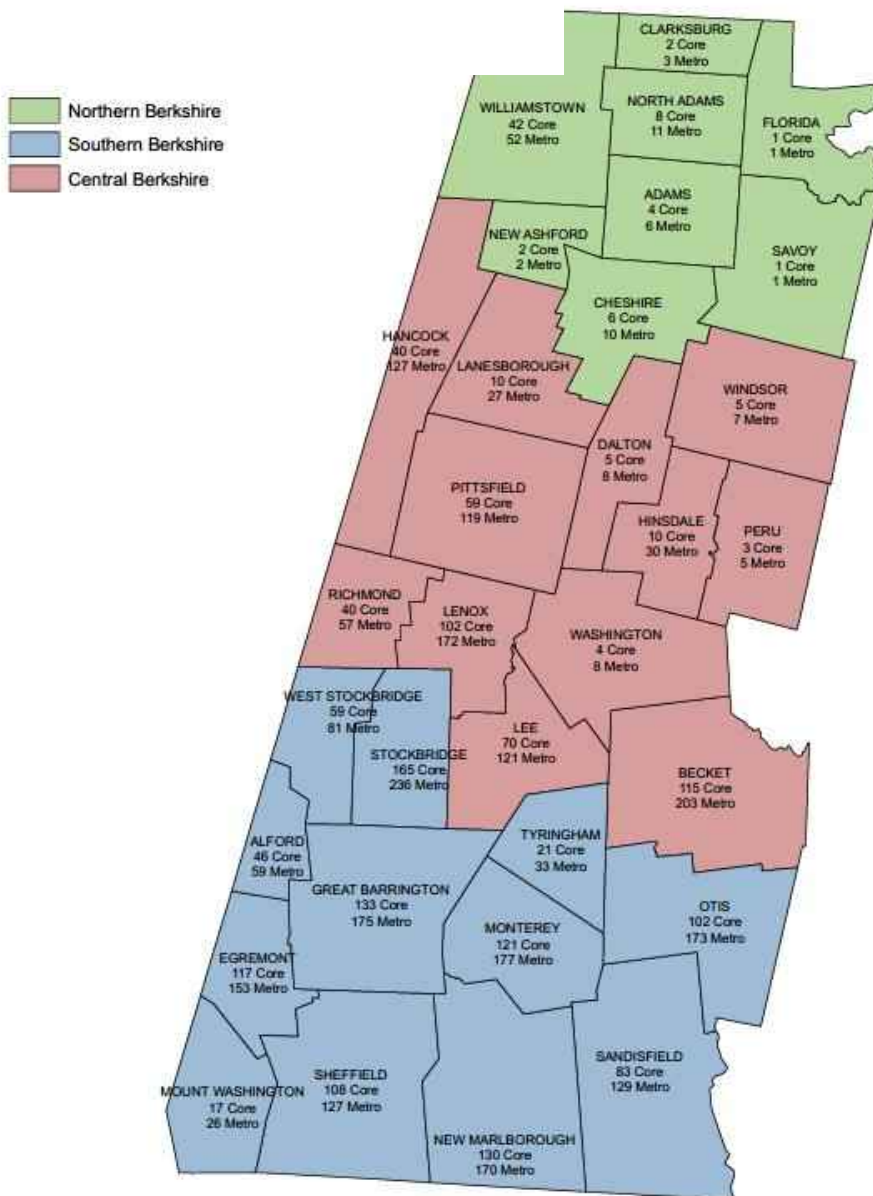 Northern Berkshire
Southern Berkshire
Central Berkshire
CLARKSBURG
2 Core
3 Metro
WILLIAMSTOWN
42 Core
52 Metro
NORTH ADAMS
8 Core
11 Metro
FLORIDA
1 Core
1 Metro
ADAMS
4 Core
6 Metro
NEW ASHFORD
2 Core
2 Metro
SAVOY
1 Core
1 Metro
CHESHIRE
6 Core
10 Metro
HANCOCK
40 Core
127 Metro
LANESBOROUGH
10 Core
27 Metro
WINDSOR
5 Core
7 Metro
DALTON
5 Core
8 Metro
PITTSFIELD
59 Core
119 Metro
HINSDALE
10 Core
30 Metro
PERU
3 Core
5 Metro
RICHMOND
40 Core
57 Metro
LENOX
102 Core
172 Metro
WASHINGTON
4 Core
8 Metro
WEST STOCKBRIDGE
59 Core
81 Metro
STOCKBRIDGE
165 Core
236 Metro
LEE
70 Core
121 Metro
BECKET
115 Core
203 Metro
TYRINGHAM
21 Core
33 Metro
ALFORD
46 Core
59 Metro
GREAT BARRINGTON
133 Core
175 Metro
OTIS
102 Core
173 Metro
MONTEREY
121 Core
177 Metro
EGREMONT
117 Core
153 Metro
SANDISFIELD
83 Core
129 Metro
SHEFFIELD
108 Core
127 Metro
MOUNT WASHINGTON
17 Core
26 Metro
NEW MARLBOROUGH
130 Core
170 Metro